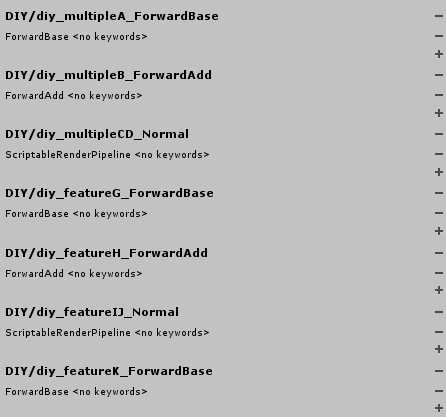 DIY/diy_multipleA_ForwardBase
ForwardBase <no keywords>
DIY/diy_multipleB_ForwardAdd
ForwardAdd <no keywords>
DIY/diy_multipleCD_Normal
ScriptableRenderPipeline <no keywords>
DIY/diy_featureG_ForwardBase
ForwardBase <no keywords>
DIY/diy_featureH_ForwardAdd
ForwardAdd <no keywords>
DIY/diy_featureIJ_Normal
ScriptableRenderPipeline <no keywords>
DIY/diy_featureK_ForwardBase
ForwardBase <no keywords>